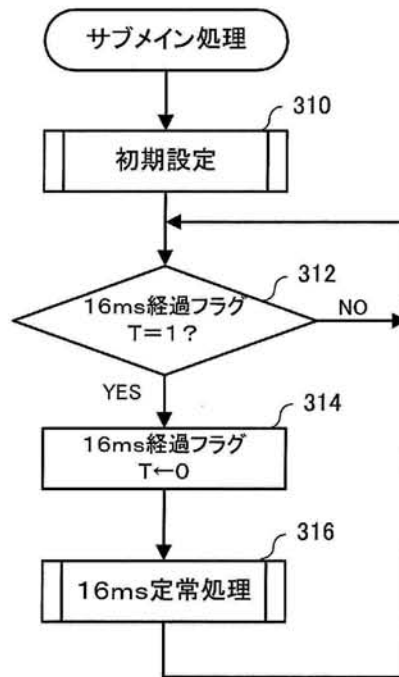 サブメイン処理
310
初期設定
312
16ms経過フラグ
T=1?
NO
YES
314
16ms経過フラグ
T←0
316
16ms定常処理